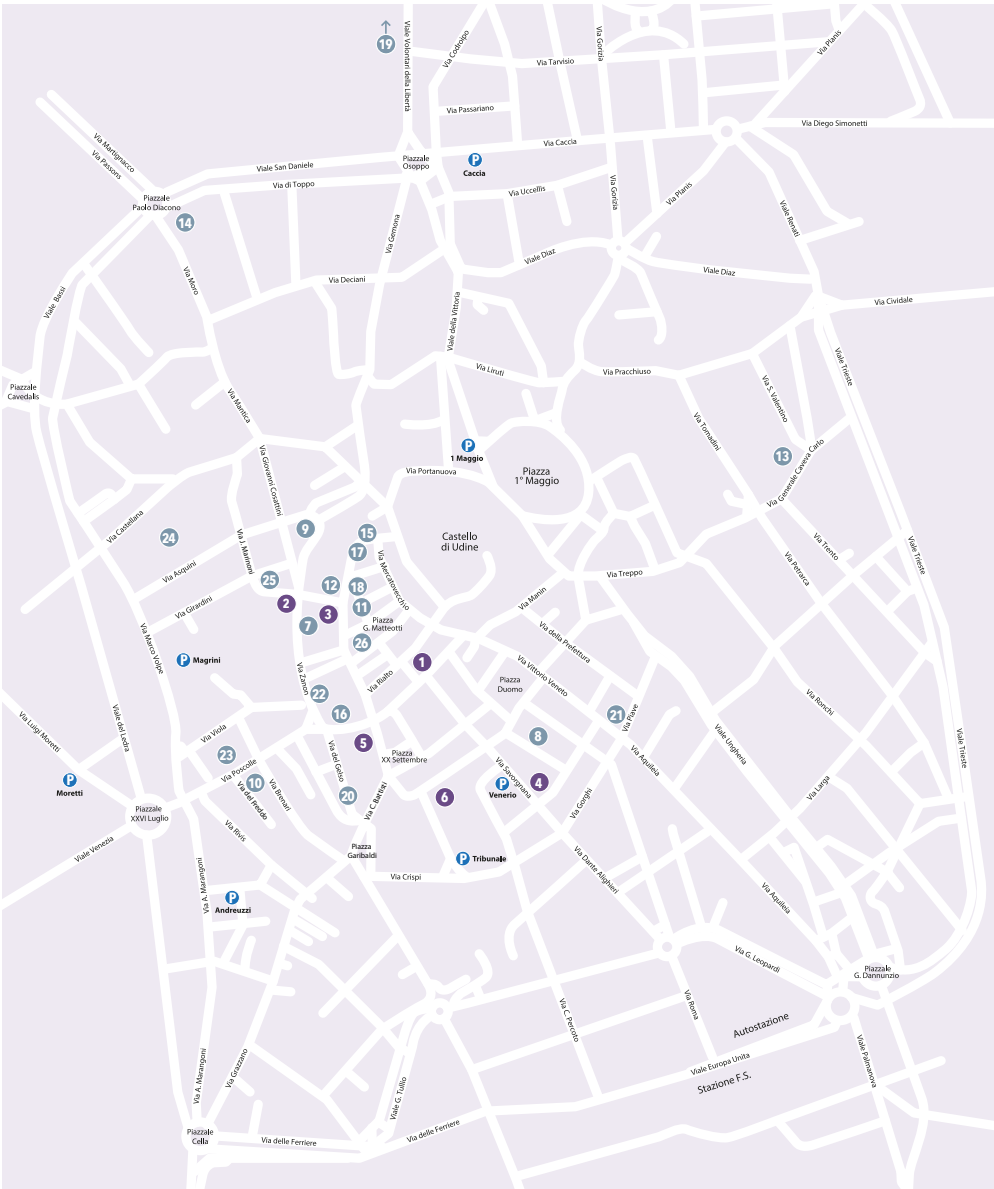 19
Viale Volontari della Libertà
Via Codroipo
Via Gorizia
Via Planis
Via Tarvisio
Via Passariano
Via Diego Simonetti
Via Martignacco
Via Passons
Viale San Daniele
Piazzale
Osoppo
P
Caccia
Via Caccia
Via di Toppo
Via Uccellis
Via Gorizia
Via Planis
Piazzale
Paolo Diacono
14
Via Gemona
Viale Renati
Via Moro
Viale Diaz
Viale Diaz
Via Deciani
Viale Bassi
Viale della Vittoria
Via Cividale
Via Liruti
Via Pracchiuso
Viale Trieste
Piazzale
Cavedalis
Via Mantica
Via S. Valentino
Via Tomadini
P
1 Maggio
Via Giovanni Cosattini
Via Portanuova
Piazza
1° Maggio
13
Via Generale Caveva Carlo
Via Castellana
24
Via J. Marinoni
9
15
17
Castello
di Udine
Via Mercatovecchio
Via Trento
Via Petrarca
Viale Trieste
Via Asquini
25
12
18
Via Treppo
2
3
11
Via Girardini
7
Piazza
G. Matteotti
Via Manin
26
Via della Prefettura
Via Marco Volpe
P
Magrini
1
Via Zanon
Via Rialto
Piazza
Duomo
Via Vittorio Veneto
22
16
Via Ronchi
21
Via Piave
Viale del Ledra
Via Luigi Moretti
Via Viola
5
8
Viale Ungheria
Viale Trieste
23
Via del Gelso
Piazza
XX Settembre
Via Aquileia
P
Moretti
Via Poscolle
10
Via del Freddo
Via Brenari
20
Via C.Battisti
6
Via Savorgnana
P
Venerio
4
Via Gorghi
Via Larga
Piazzale
XXVI Luglio
Via Rivis
Viale Venezia
Piazza
Garibaldi
P
Tribunale
Via Crispi
Via Dante Alighieri
Via A. Marangoni
P
Andreuzzi
Via Aquileia
Via G. Leopardi
Piazzale
G. Dannunzio
Via C. Percoto
Via Roma
Autostazione
Viale Europa Unita
Stazione F.S.
Viale Palmanova
Via A. Marangoni
Via Grazzano
Viale G. Tullio
Piazzale
Cella
Via delle Ferriere
Via delle Ferriere